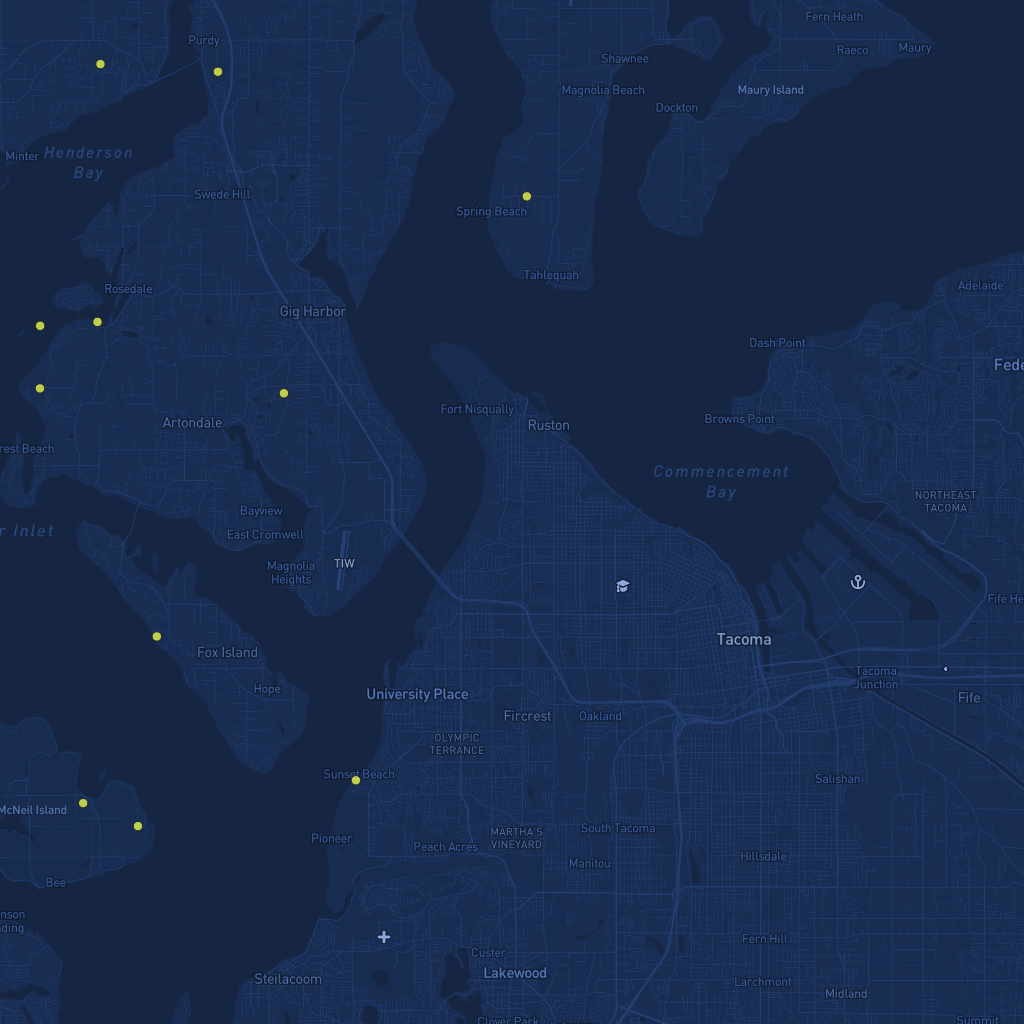 Fern Heath
Purdy
Raeco
Maury
Shawnee
Magnolia Beach
Maury Island
Dockton
Henderson
Bay
Minter
Swede Hill
Spring Beach
Tahlequah
Rosedale
Adelaide
Gig Harbor
Dash Point
Fede
Fort Nisqually
Artondale
Ruston
Browns Point
rest Beach
Commencement
Bay
NORTHEAST
TACOMA
Bayview
r Inlet
East Cromwell
TIW
Magnolia
Heights
Fife He
Tacoma
Fox Island
Tacoma
Junction
Hope
University Place
Fife
Fircrest
Oakland
OLYMPIC
TERRANCE
Sunset Beach
Salishan
McNeil Island
MARTHA'S
VINEYARD
South Tacoma
Pioneer
Peach Acres
Hillsdale
Manitou
Bee
nson
ding
Fern Hill
Custer
Steilacoom
Lakewood
Larchmont
Midland
Clover Park
Summit